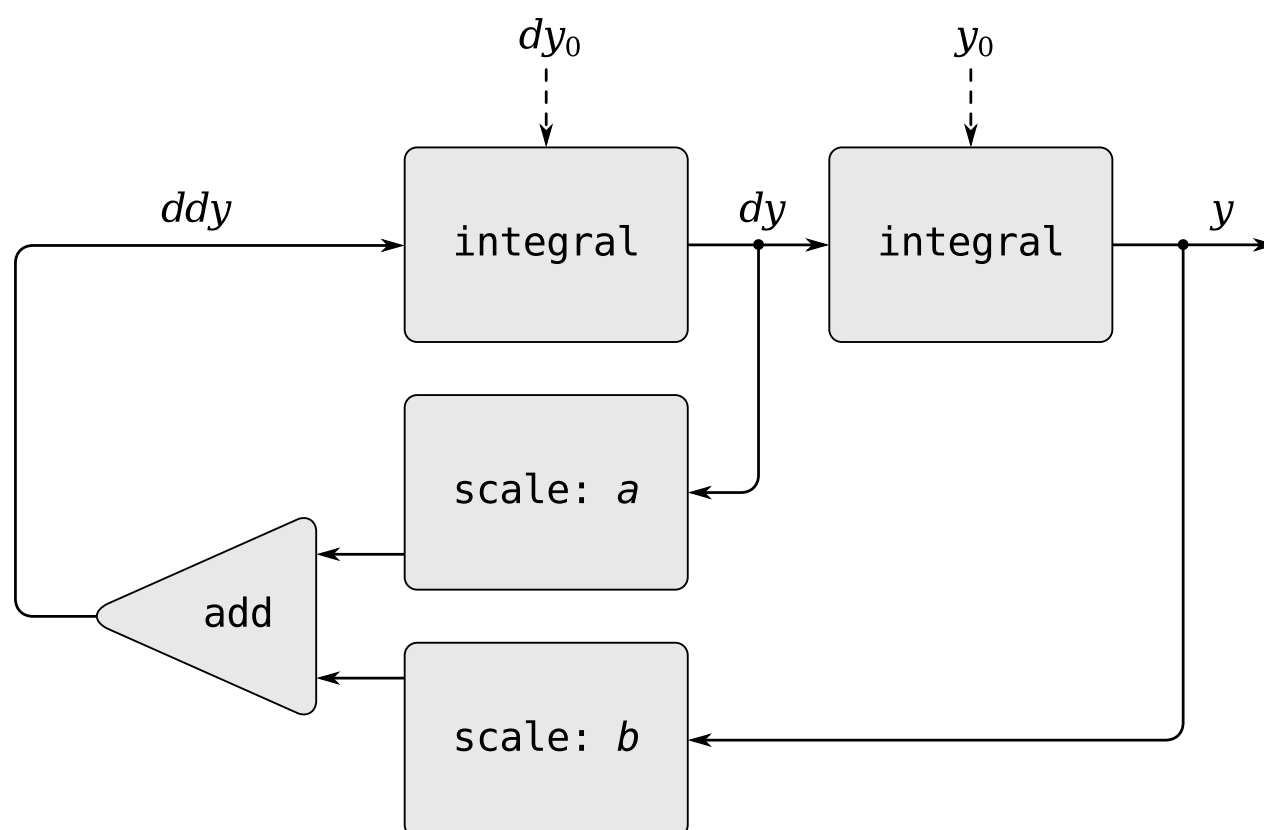 dy₀
y₀
ddy
dy
y
integral
integral
scale: a
add
scale: b